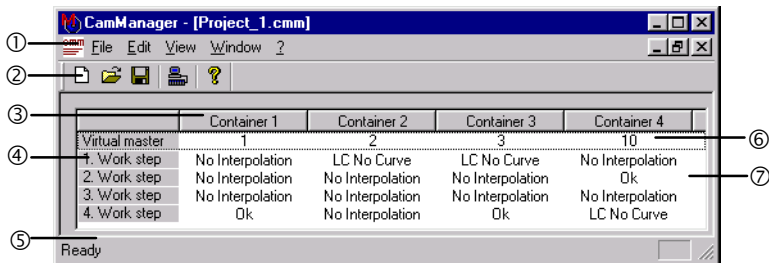 CamManager - [Project_1.cmm]
① cmm File Edit View Window ?
② ?
③ Container 1 Container 2 Container 3 Container 4
Virtual master 1 2 3 10 ⑥
④ 1. Work step No Interpolation LC No Curve LC No Curve No Interpolation
2. Work step No Interpolation No Interpolation No Interpolation Ok ⑦
3. Work step No Interpolation No Interpolation No Interpolation No Interpolation
4. Work step Ok No Interpolation Ok LC No Curve
⑤
Ready